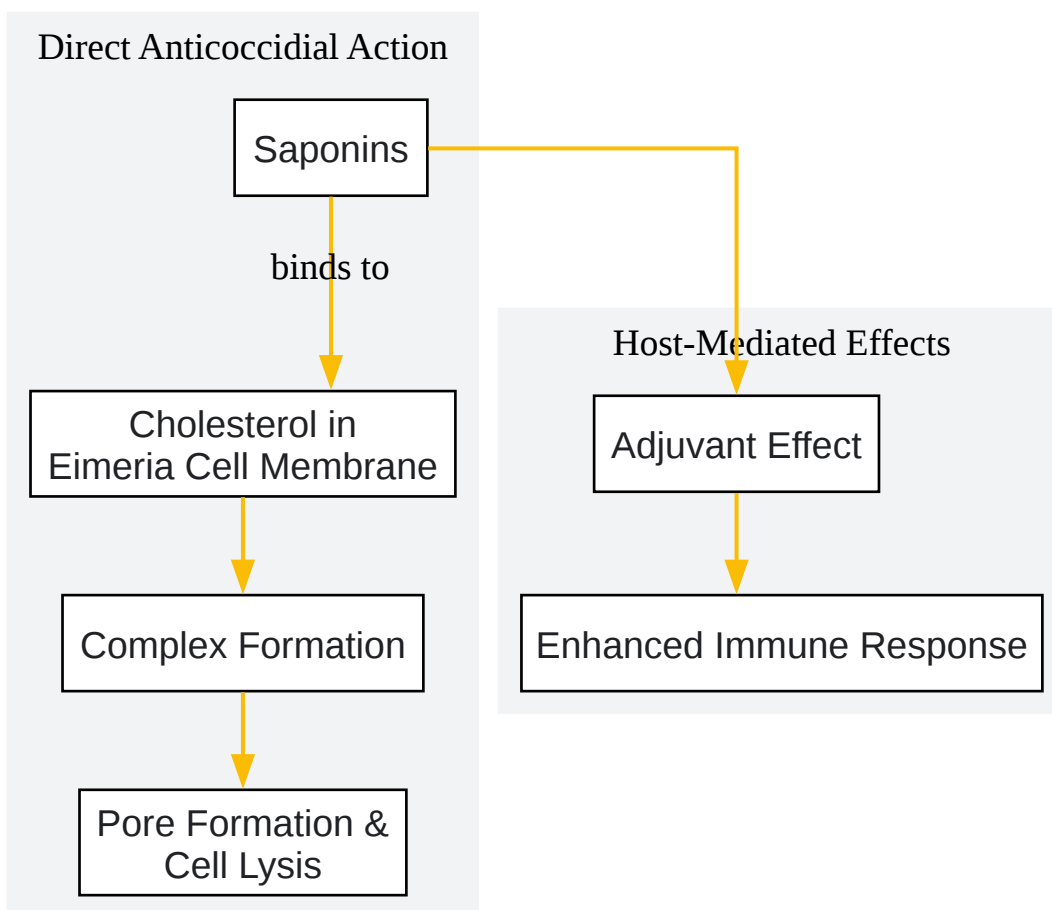 Direct Anticoccidial Action
Saponins
binds to
Cholesterol in
Eimeria Cell Membrane
Complex Formation
Pore Formation &
Cell Lysis
Host-Mediated Effects
Adjuvant Effect
Enhanced Immune Response